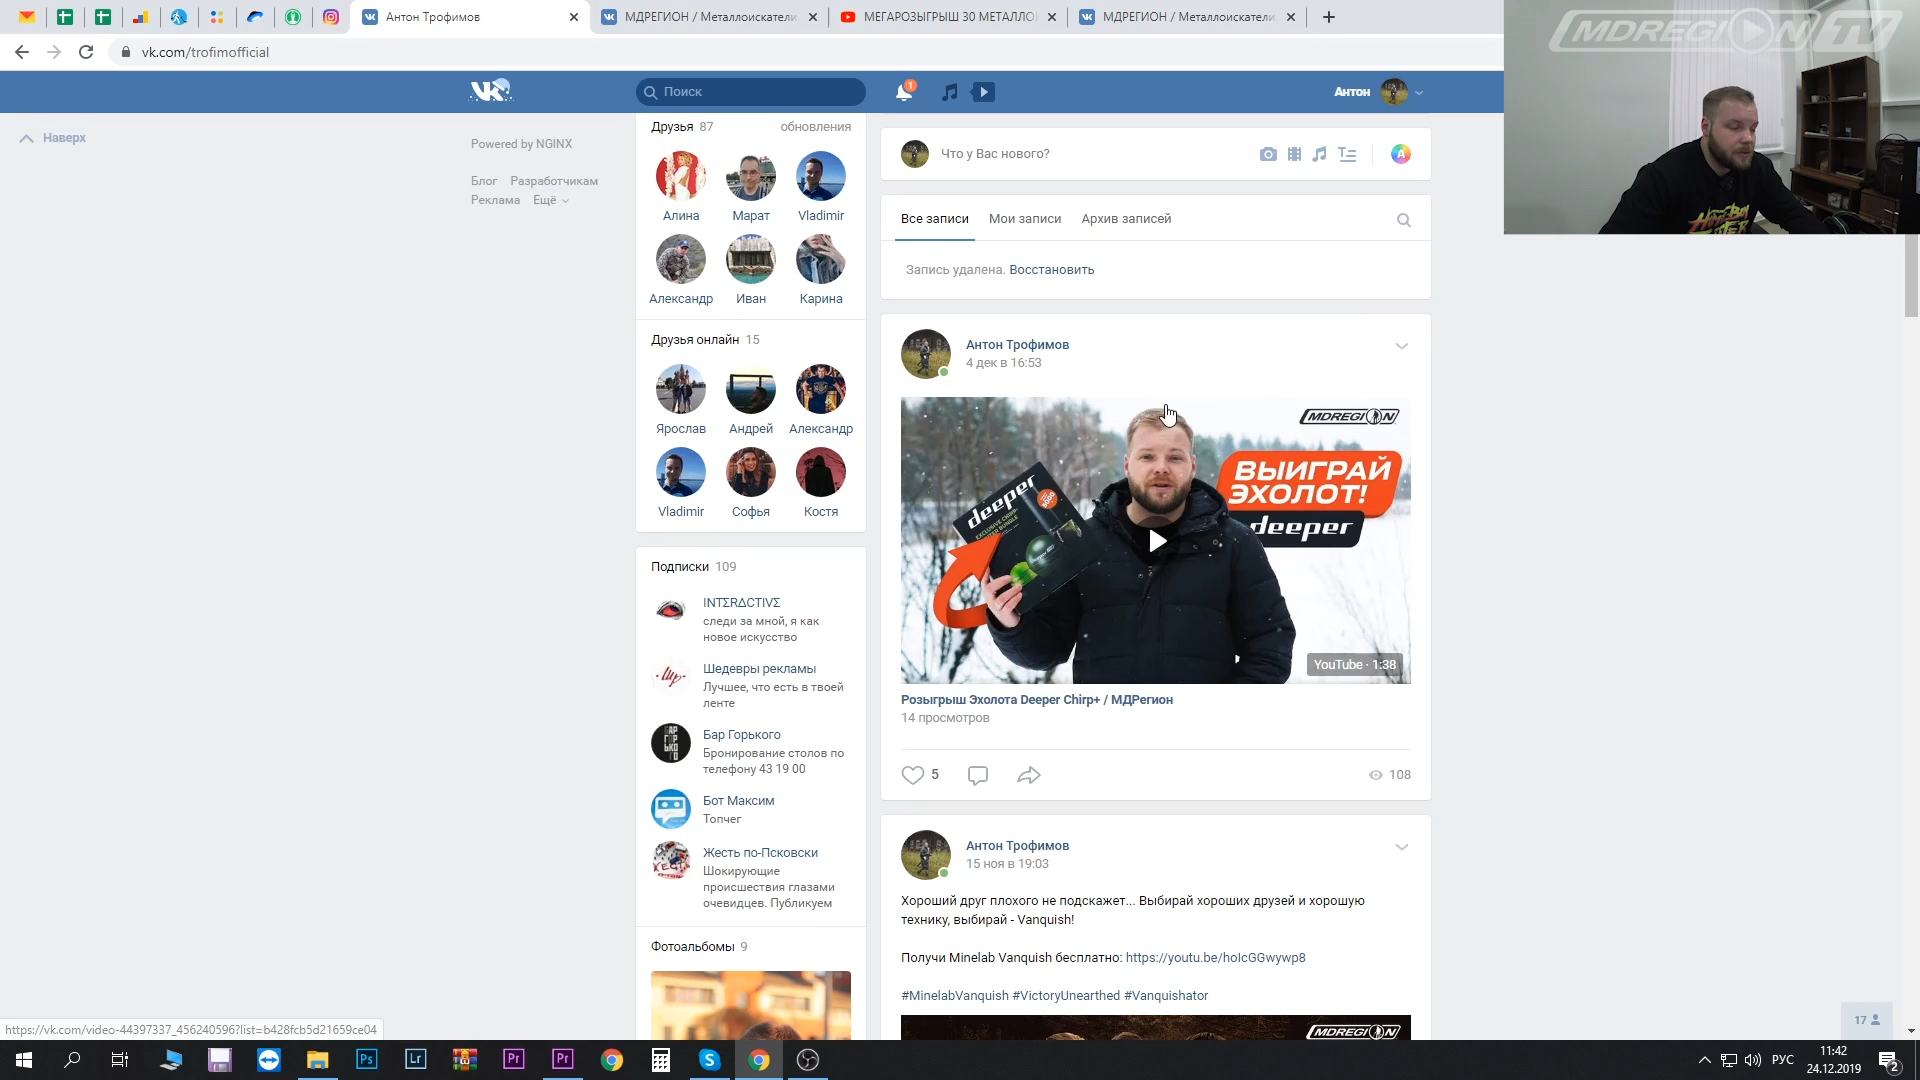 Антон Трофимов
МДРЕГИОН / Металлоискатели
МЕГАРОЗЫГРЫШ 30 МЕТАЛЛО
МДРЕГИОН / Металлоискатели
vk.com/trofimofficial
MDREGION TV
Поиск
1
Антон
Наверх
Powered by NGINX
Блог Разработчикам
Реклама Ещё
Друзья 87 обновления
Алина Марат Vladimir
Александр Иван Карина
Друзья онлайн 15
Ярослав Андрей Александр
Vladimir Софья Костя
Подписки 109
INTΣRΔCTIVΣ
следи за мной, я как
новое искусство
Шедевры рекламы
Лучшее, что есть в твоей
ленте
Бар Горького
Бронирование столов по
телефону 43 19 00
Бот Максим
Топчег
Жесть по-Псковски
Шокирующие
происшествия глазами
очевидцев. Публикуем
Фотоальбомы 9
Что у Вас нового?
Все записи Мои записи Архив записей
Запись удалена. Восстановить
Антон Трофимов
4 дек в 16:53
MDREGION
ВЫИГРАЙ
ЭХОЛОТ!
deeper
deeper
YouTube · 1:38
Розыгрыш Эхолота Deeper Chirp+ / МДРегион
14 просмотров
5
108
Антон Трофимов
15 ноя в 19:03
Хороший друг плохого не подскажет... Выбирай хороших друзей и хорошую
технику, выбирай - Vanquish!
Получи Minelab Vanquish бесплатно: https://youtu.be/holcGGwywp8
#MinelabVanquish #VictoryUnearthed #Vanquishator
MDREGION
17
https://vk.com/video-44397337_456240596?list=b428fcb5d21659ce04
Ps Lr Pr Pr
РУС
11:42
24.12.2019
2